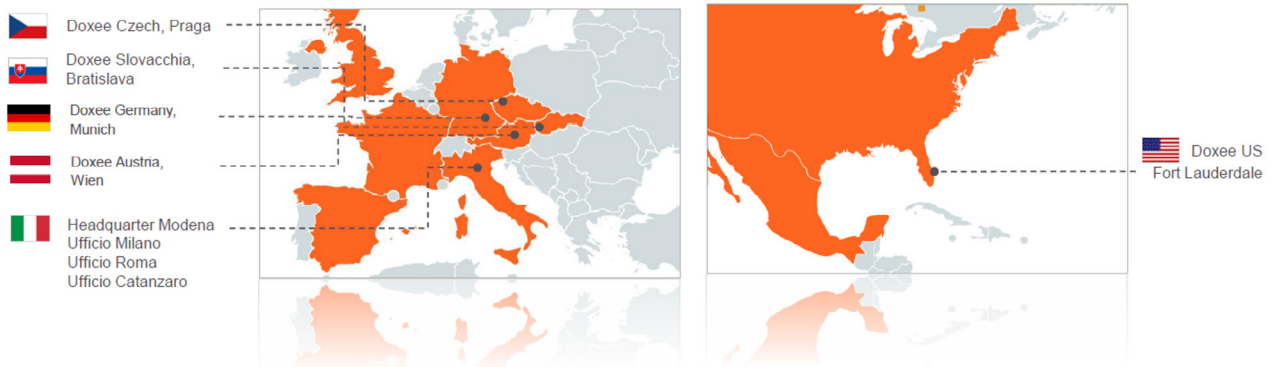 Doxee Czech, Praga
Doxee Slovacchia,
Bratislava
Doxee Germany,
Munich
Doxee Austria,
Wien
Headquarter Modena
Ufficio Milano
Ufficio Roma
Ufficio Catanzaro
Doxee US
Fort Lauderdale